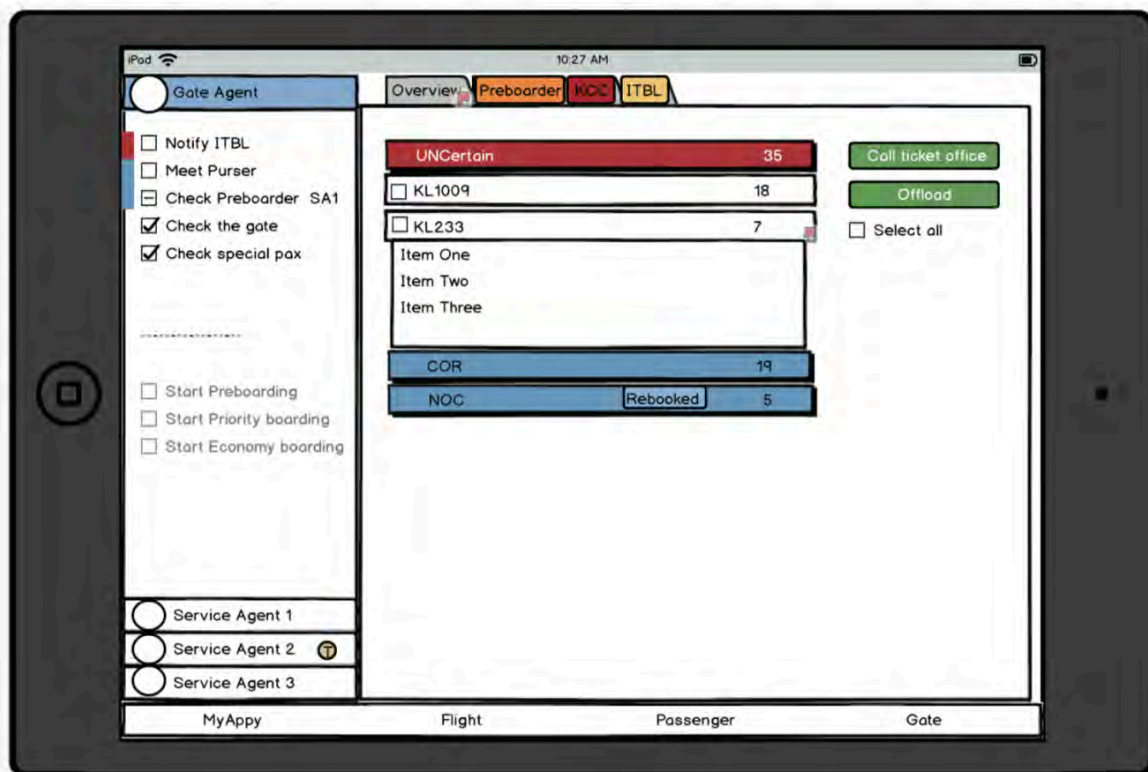 iPod 10:27 AM
Gate Agent
Overview Preboarder KCC ITBL
Notify ITBL
Meet Purser
Check Preboarder SA1
Check the gate
Check special pax
Start Preboarding
Start Priority boarding
Start Economy boarding
UNCertain 35
KL1009 18
KL233 7
Item One
Item Two
Item Three
COR 19
NOC Rebooked 5
Call ticket office
Offload
Select all
Service Agent 1
Service Agent 2 T
Service Agent 3
MyAppy Flight Passenger Gate